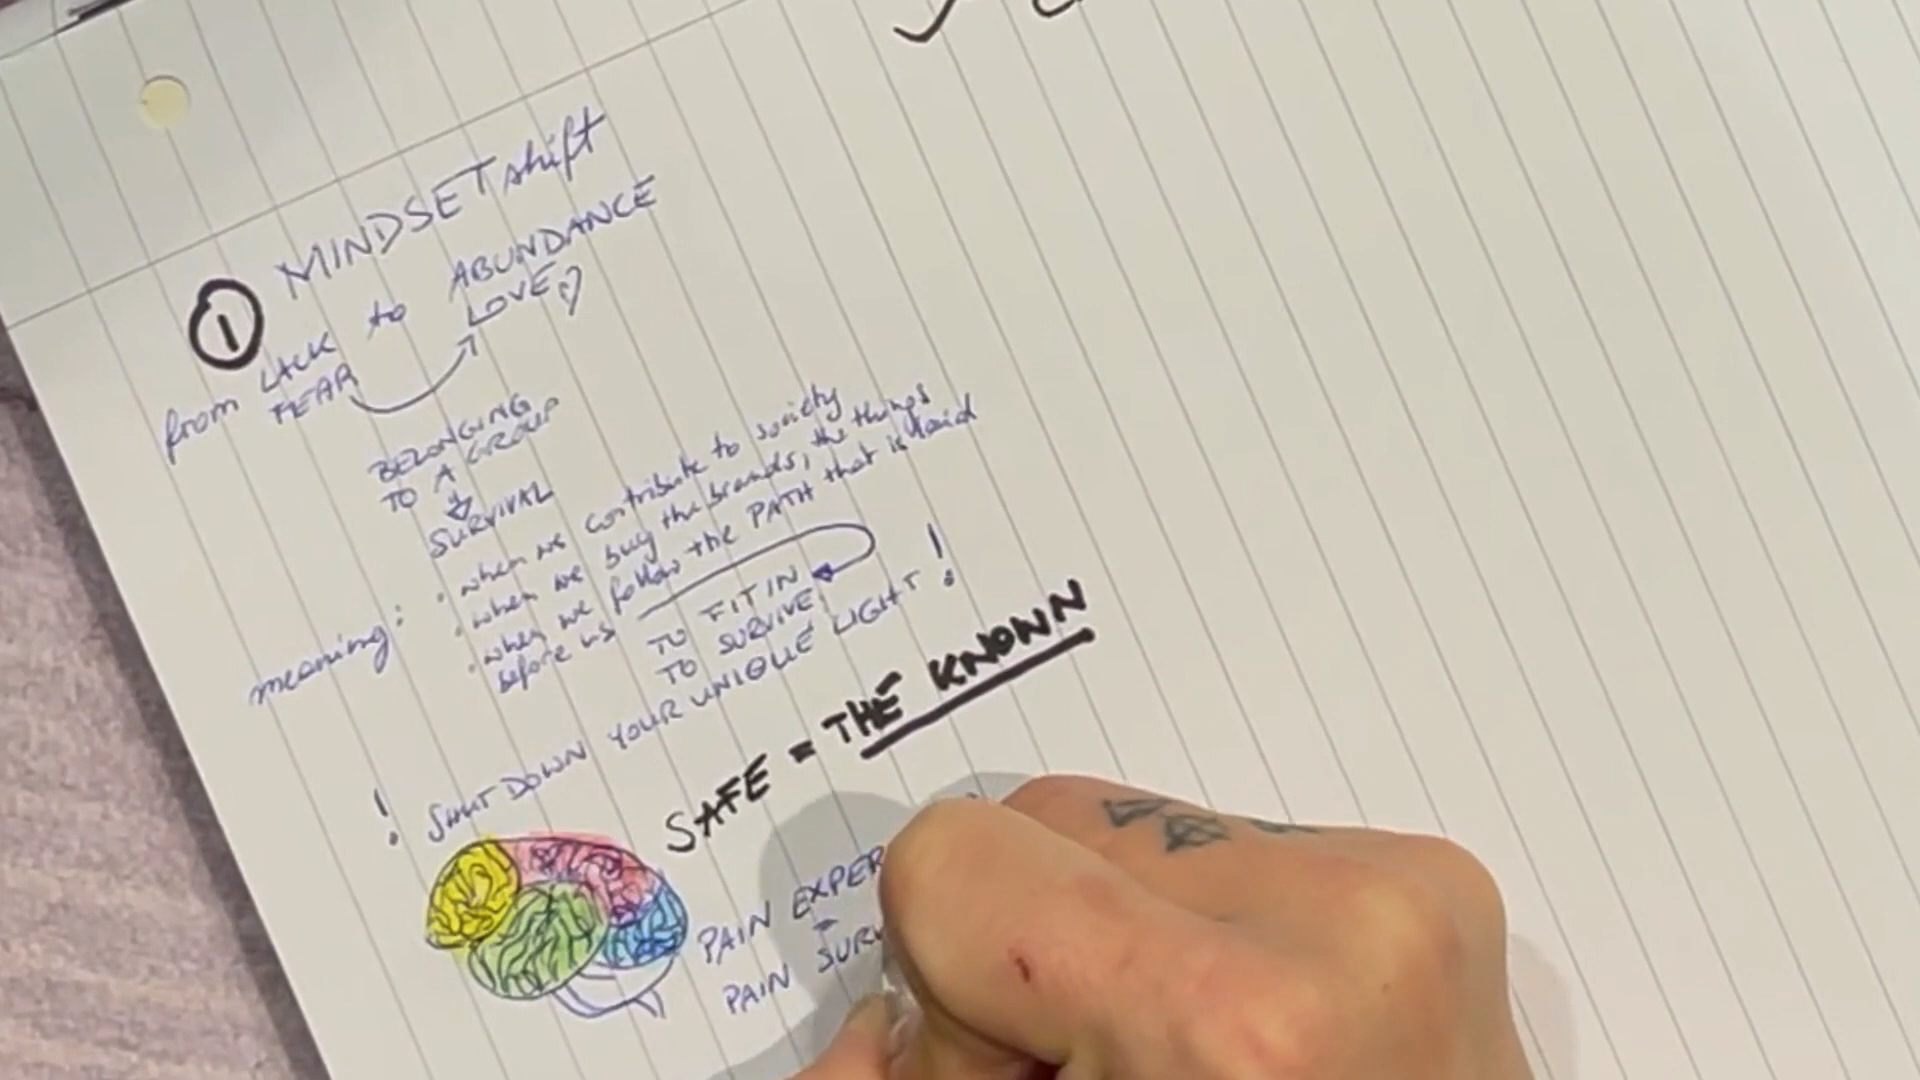 ① MINDSET shift
from LACK to ABUNDANCE
FEAR LOVE
BELONGING
TO A GROUP
SURVIVAL
meaning:
• when we contribute to society
• when we buy the brands, the things
• when we follow the PATH that is laid
before us
TO FIT IN
TO SURVIVE
! SHUT DOWN YOUR UNIQUE LIGHT !
SAFE = THE KNOWN
PAIN EXPER
PAIN SURV